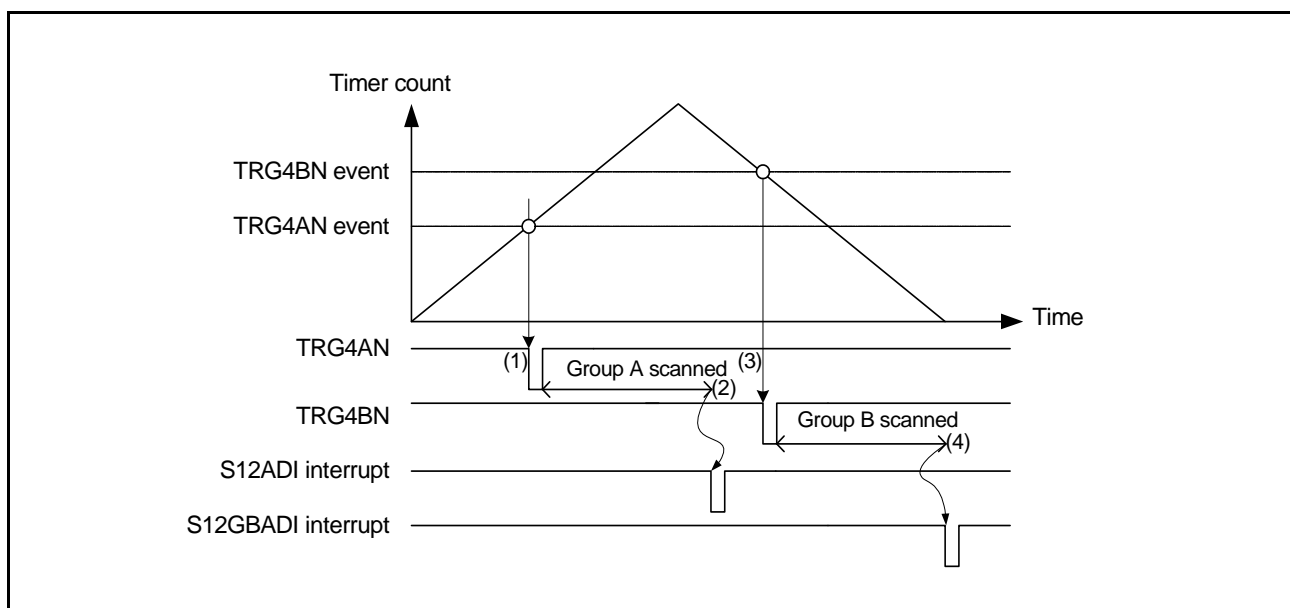 Timer count
TRG4BN event
TRG4AN event
Time
TRG4AN
(1)
Group A scanned
(2)
(3)
TRG4BN
Group B scanned
(4)
S12ADI interrupt
S12GBADI interrupt